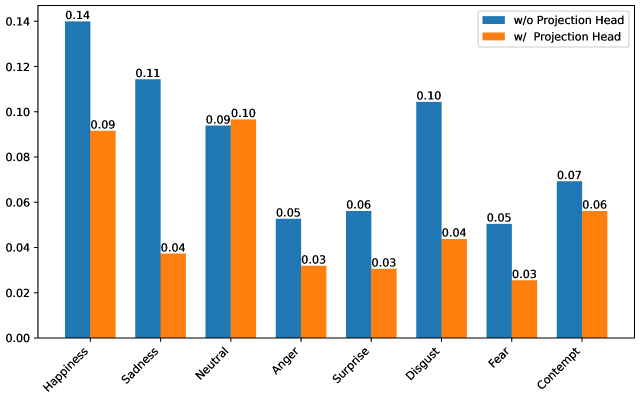 0.14
0.12
0.10
0.08
0.06
0.04
0.02
0.00
w/o Projection Head
w/  Projection Head
0.14
0.09
0.11
0.04
0.09
0.10
0.05
0.03
0.06
0.03
0.10
0.04
0.05
0.03
0.07
0.06
Happiness
Sadness
Neutral
Anger
Surprise
Disgust
Fear
Contempt